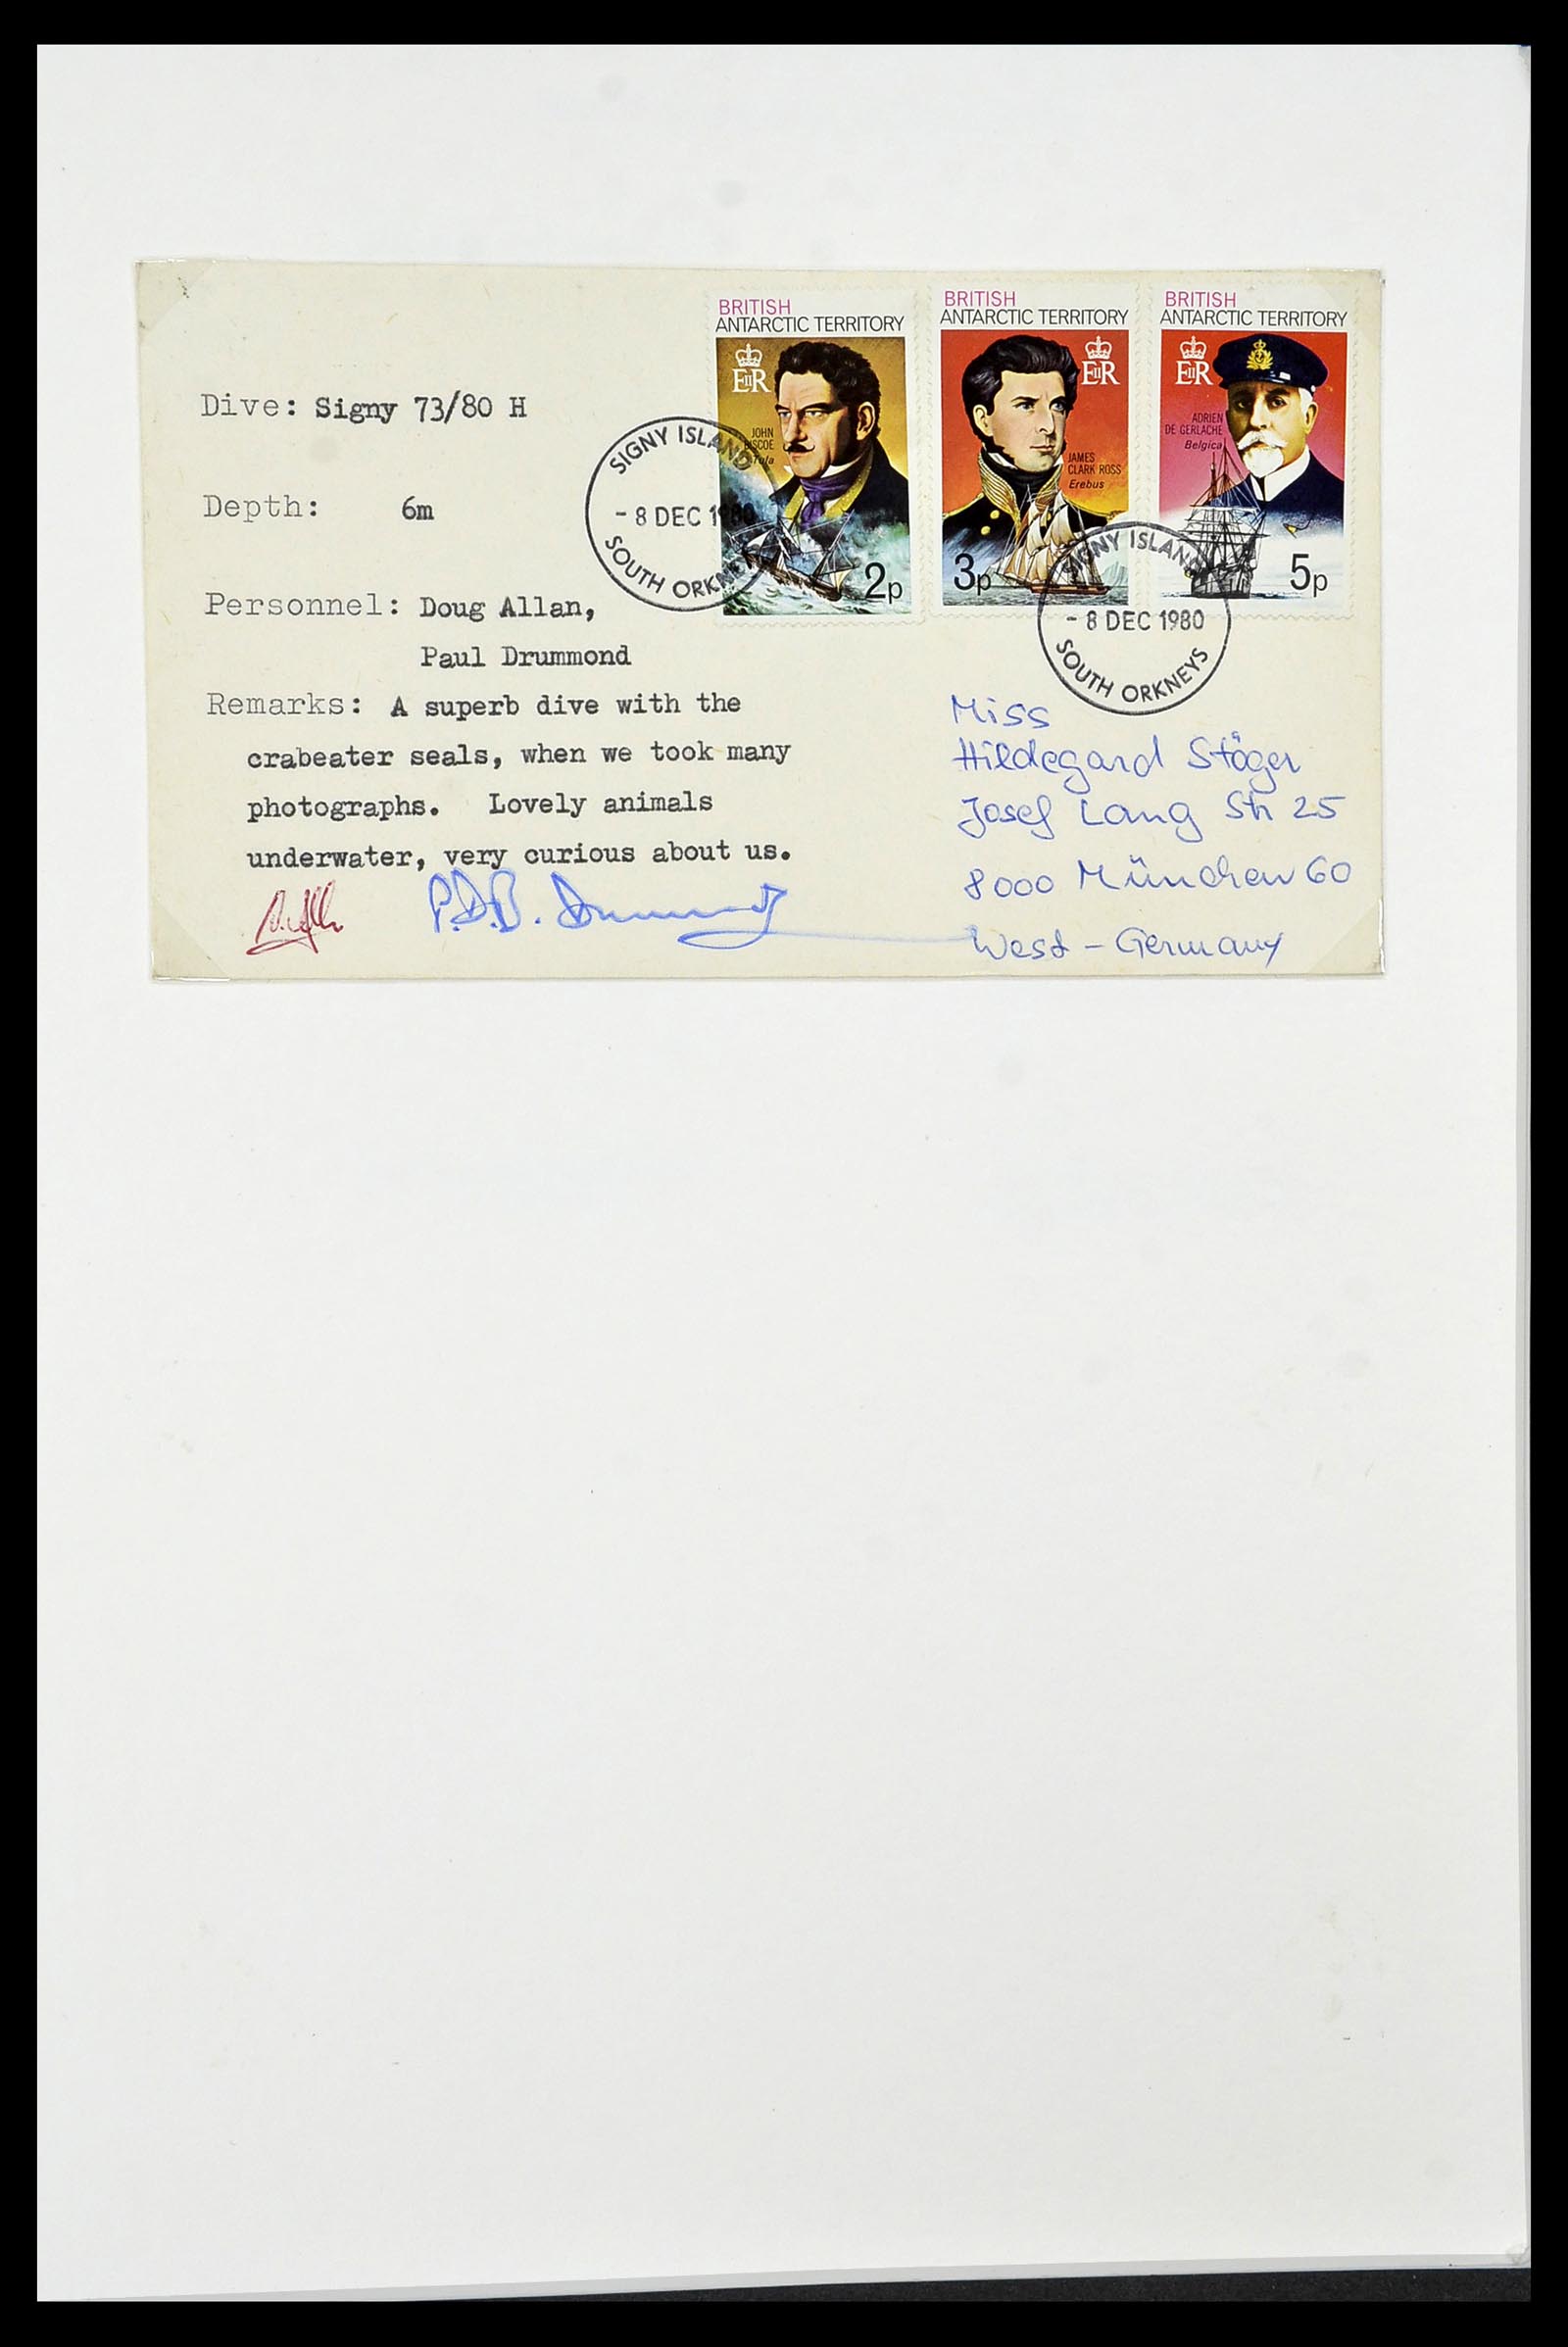 BRITISH
ANTARCTIC TERRITORY
EIIR
JOHN
BISCOE
Tula
2p
BRITISH
ANTARCTIC TERRITORY
EIIR
JAMES
CLARK ROSS
Erebus
3p
BRITISH
ANTARCTIC TERRITORY
EIIR
ADRIEN
DE GERLACHE
Belgica
5p
SIGNY ISLAND
- 8 DEC 1980
SOUTH ORKNEYS
SIGNY ISLAND
- 8 DEC 1980
SOUTH ORKNEYS
Dive: Signy 73/80 H
Depth: 6m
Personnel: Doug Allan,
Paul Drummond
Remarks: A superb dive with the
crabeater seals, when we took many
photographs. Lovely animals
underwater, very curious about us.
P.D.B. Drummond
Miss
Hildegard Stöger
Josef Lang Str 25
8000 München 60
West - Germany